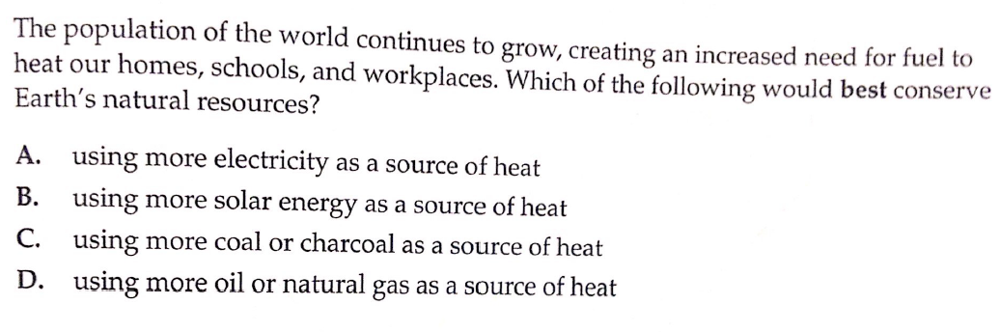 The population of the world continues to grow, creating an increased need for fuel to
heat our homes, schools, and workplaces. Which of the following would best conserve
Earth's natural resources?
A. using more electricity as a source of heat
B. using more solar energy as a source of heat
C. using more coal or charcoal as a source of heat
D. using more oil or natural gas as a source of heat